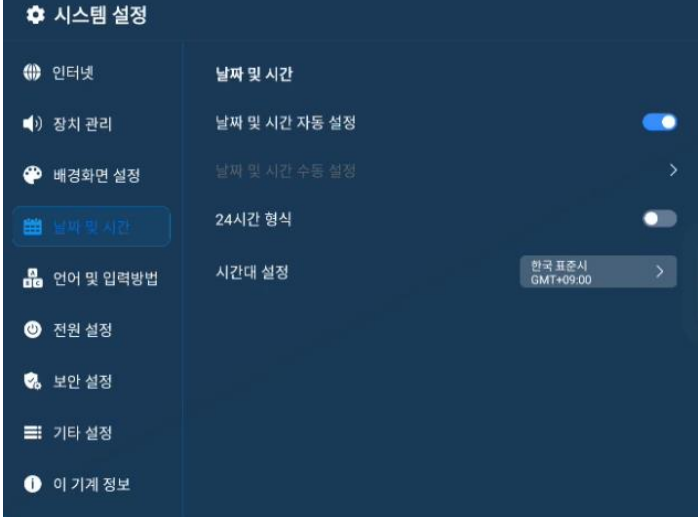 시스템 설정
인터넷
장치 관리
배경화면 설정
날짜 및 시간
언어 및 입력방법
전원 설정
보안 설정
기타 설정
이 기계 정보
날짜 및 시간
날짜 및 시간 자동 설정
날짜 및 시간 수동 설정
24시간 형식
시간대 설정
한국 표준시
GMT+09:00